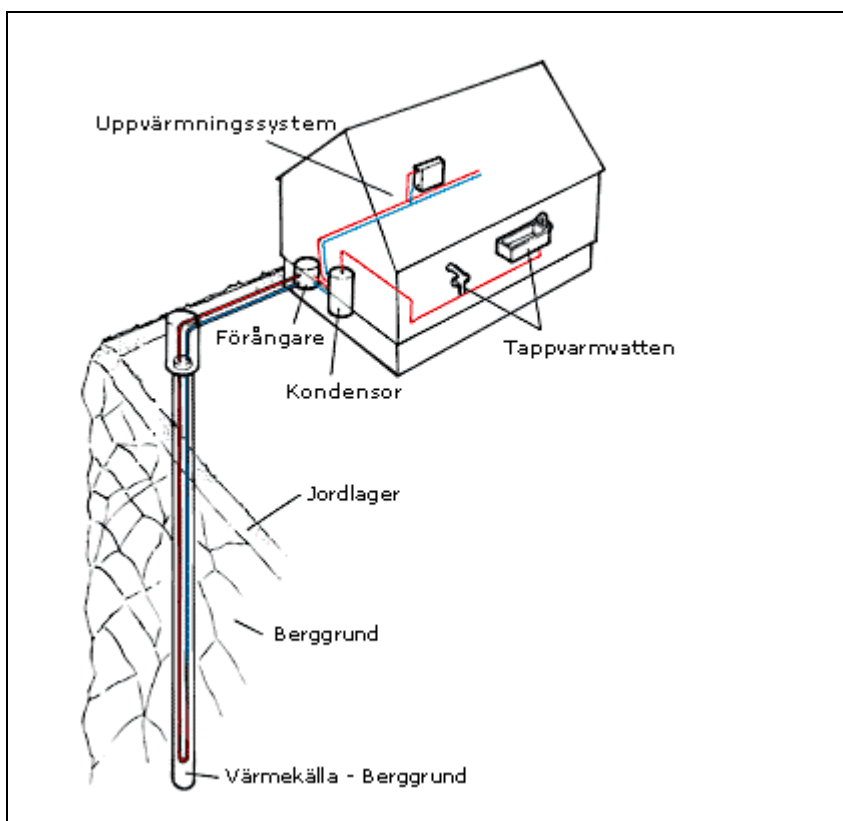 Uppvärmningssystem
Förångare
Tappvarmvatten
Kondensor
Jordlager
Berggrund
Värmekälla - Berggrund